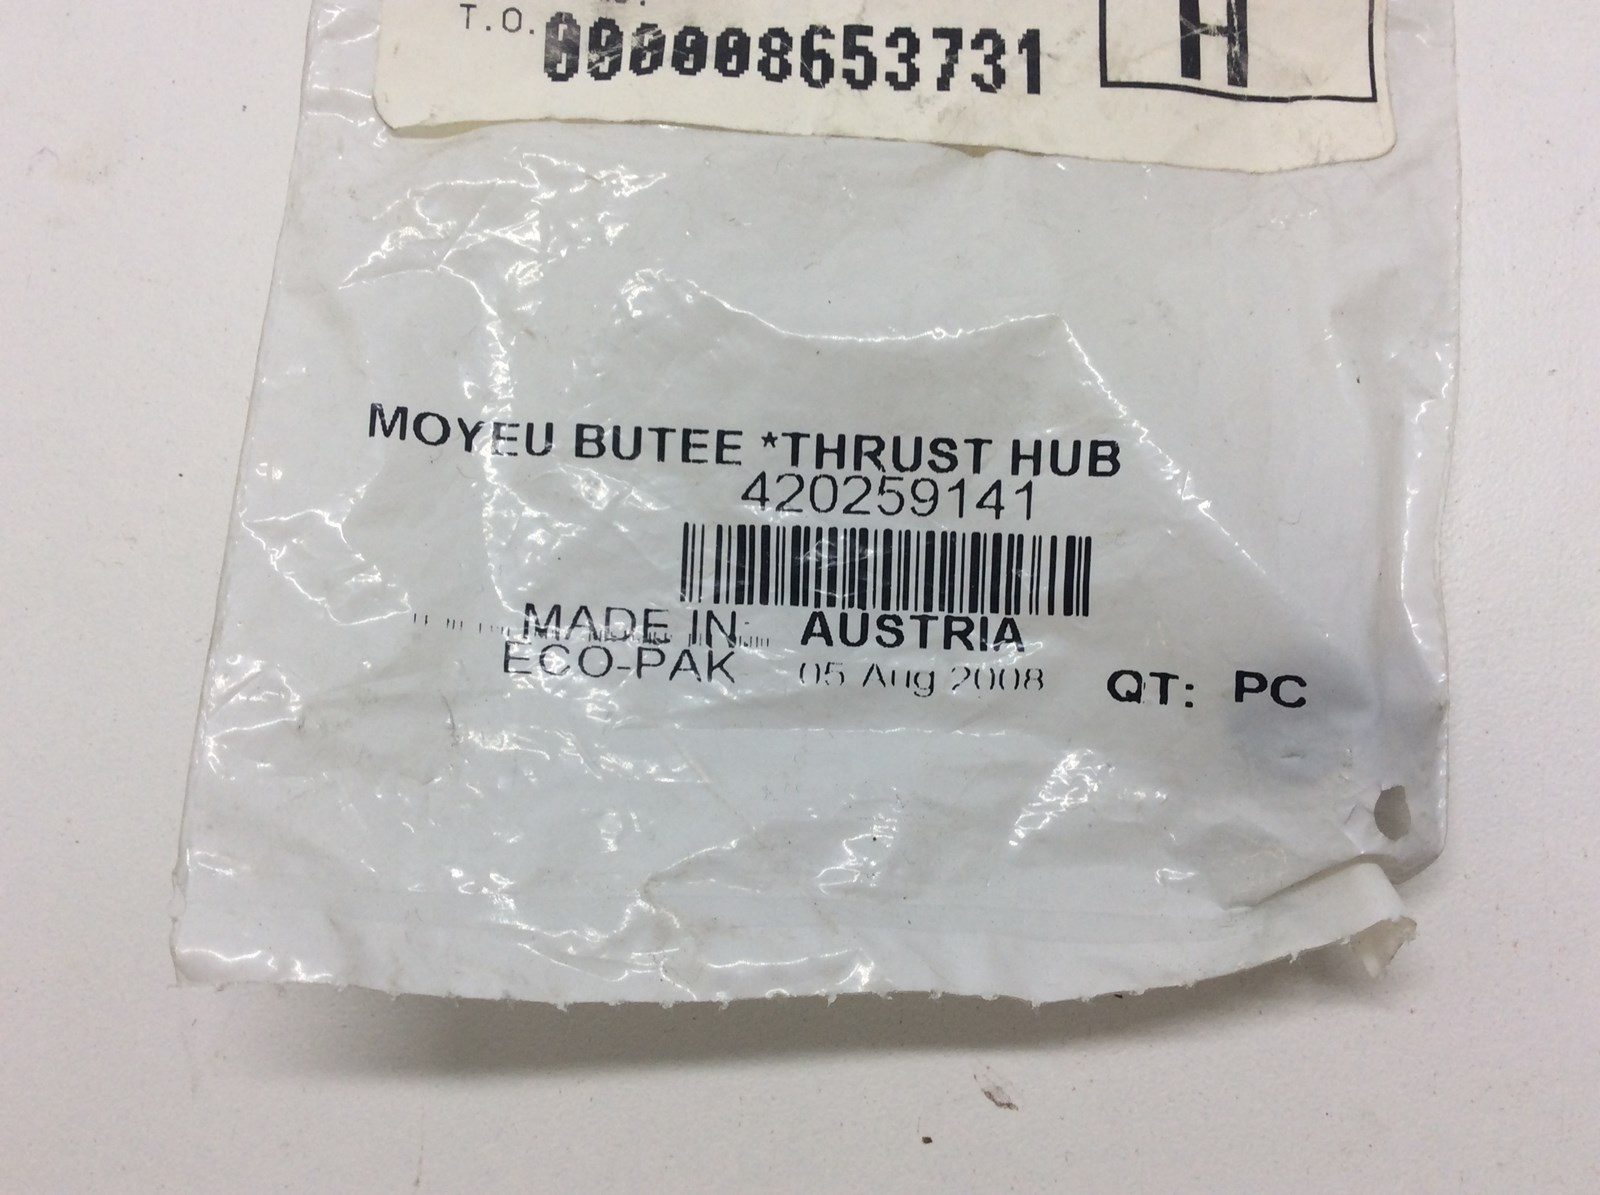 T.O. 000008653731
H
MOYEU BUTEE *THRUST HUB
420259141
MADE IN: AUSTRIA
ECO-PAK 05 Aug 2008 QT: PC